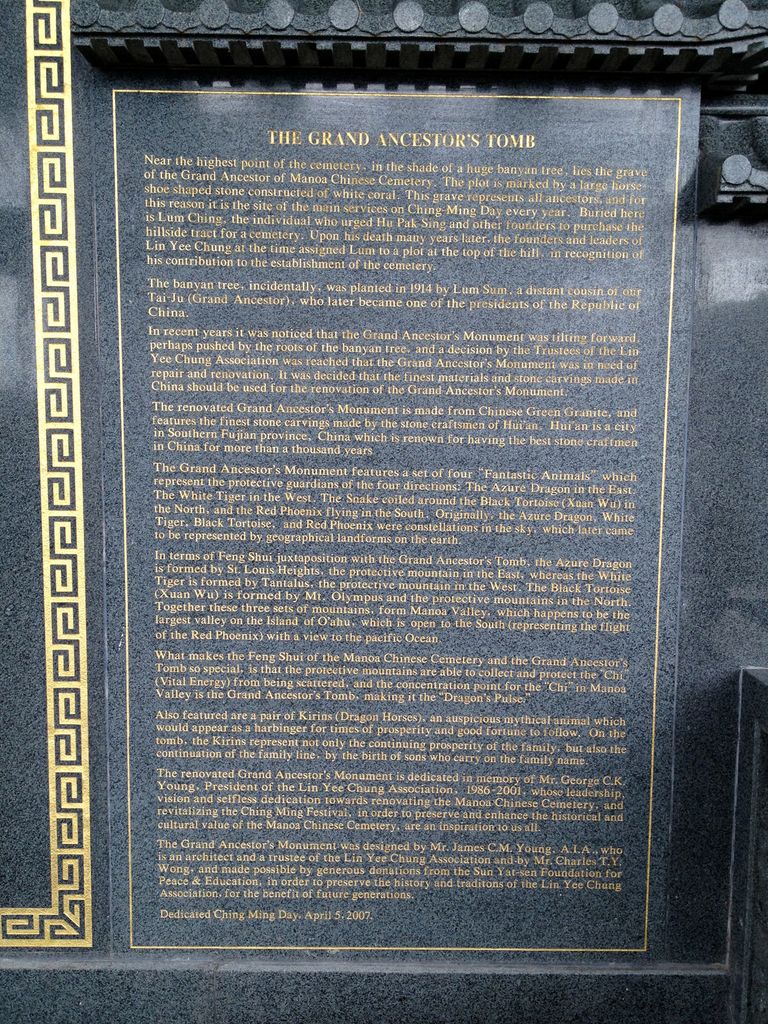 THE GRAND ANCESTOR'S TOMB
Near the highest point of the cemetery, in the shade of a huge banyan tree, lies the grave
of the Grand Ancestor of Manoa Chinese Cemetery. The plot is marked by a large horse-
shoe shaped stone constructed of white coral. This grave represents all ancestors, and for
this reason it is the site of the main services on Ching-Ming Day every year. Buried here
is Lum Ching, the individual who urged Hu Pak Sing and other founders to purchase the
hillside tract for a cemetery. Upon his death many years later, the founders and leaders of
Lin Yee Chung at the time assigned Lum to a plot at the top of the hill, in recognition of
his contribution to the establishment of the cemetery.
The banyan tree, incidentally, was planted in 1914 by Lum Sum, a distant cousin of our
Tai Ju (Grand Ancestor), who later became one of the presidents of the Republic of
China.
In recent years it was noticed that the Grand Ancestor's Monument was tilting forward,
perhaps pushed by the roots of the banyan tree, and a decision by the Trustees of the Lin
Yee Chung Association was reached that the Grand Ancestor's Monument was in need of
repair and renovation. It was decided that the finest materials and stone carvings made in
China should be used for the renovation of the Grand Ancestor's Monument.
The renovated Grand Ancestor's Monument is made from Chinese Green Granite, and
features the finest stone carvings made by the stone craftsmen of Hui'an. Hui'an is a city
in Southern Fujian province, China which is renown for having the best stone craftmen
in China for more than a thousand years.
The Grand Ancestor's Monument features a set of four "Fantastic Animals" which
represent the protective guardians of the four directions: The Azure Dragon in the East,
The White Tiger in the West, The Snake coiled around the Black Tortoise (Xuan Wu) in
the North, and the Red Phoenix flying in the South. Originally, the Azure Dragon, White
Tiger, Black Tortoise, and Red Phoenix were constellations in the sky, which later came
to be represented by geographical landforms on the earth.
In terms of Feng Shui juxtaposition with the Grand Ancestor's Tomb, the Azure Dragon
is formed by St. Louis Heights, the protective mountain in the East, whereas the White
Tiger is formed by Tantalus, the protective mountain in the West. The Black Tortoise
(Xuan Wu) is formed by Mt. Olympus and the protective mountains in the North.
Together these three sets of mountains, form Manoa Valley, which happens to be the
largest valley on the Island of O'ahu, which is open to the South (representing the flight
of the Red Phoenix) with a view to the pacific Ocean.
What makes the Feng Shui of the Manoa Chinese Cemetery and the Grand Ancestor's
Tomb so special, is that the protective mountains are able to collect and protect the "Chi"
(Vital Energy) from being scattered, and the concentration point for the "Chi" in Manoa
Valley is the Grand Ancestor's Tomb, making it the "Dragon's Pulse."
Also featured are a pair of Kirins (Dragon Horses), an auspicious mythical animal which
would appear as a harbinger for times of prosperity and good fortune to follow. On the
tomb, the Kirins represent not only the continuing prosperity of the family, but also the
continuation of the family line, by the birth of sons who carry on the family name.
The renovated Grand Ancestor's Monument is dedicated in memory of Mr. George C.K.
Young, President of the Lin Yee Chung Association, 1986-2001, whose leadership,
vision and selfless dedication towards renovating the Manoa Chinese Cemetery, and
revitalizing the Ching Ming Festival, in order to preserve and enhance the historical and
cultural value of the Manoa Chinese Cemetery, are an inspiration to us all.
The Grand Ancestor's Monument was designed by Mr. James C.M. Young, A.I.A., who
is an architect and a trustee of the Lin Yee Chung Association and by Mr. Charles T.Y.
Wong, and made possible by generous donations from the Sun Yat-sen Foundation for
Peace & Education, in order to preserve the history and traditons of the Lin Yee Chung
Association, for the benefit of future generations.
Dedicated Ching Ming Day, April 5, 2007.